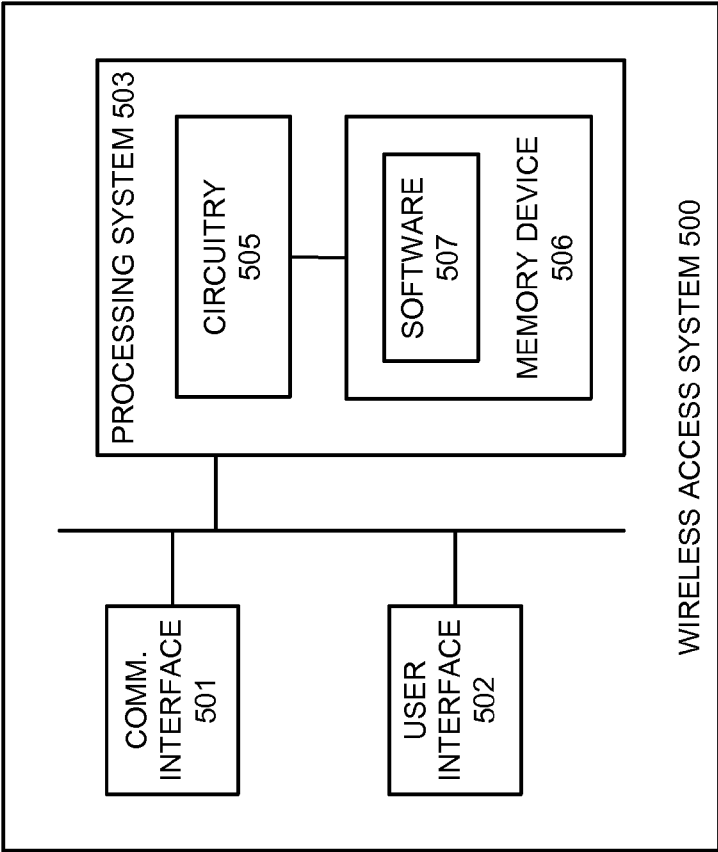 PROCESSING SYSTEM 503
CIRCUITRY
505
SOFTWARE
507
MEMORY DEVICE
506
COMM.
INTERFACE
501
USER
INTERFACE
502
WIRELESS ACCESS SYSTEM 500